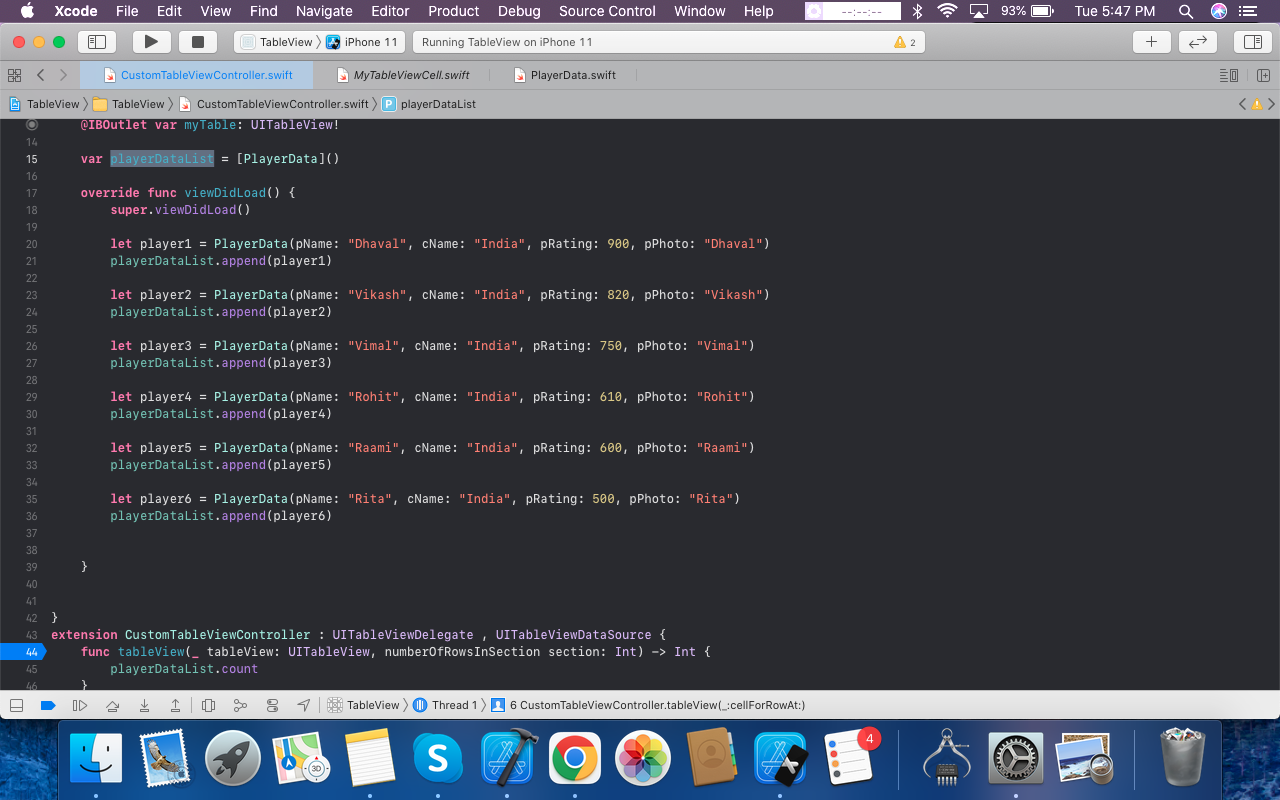 Xcode File Edit View Find Navigate Editor Product Debug Source Control Window Help --:--:-- 93% Tue 5:47 PM
TableView iPhone 11 Running TableView on iPhone 11 2
CustomTableViewController.swift MyTableViewCell.swift PlayerData.swift
TableView TableView CustomTableViewController.swift P playerDataList
@IBOutlet var myTable: UITableView!
14
15 var playerDataList = [PlayerData]()
16
17 override func viewDidLoad() {
18 super.viewDidLoad()
19
20 let player1 = PlayerData(pName: "Dhaval", cName: "India", pRating: 900, pPhoto: "Dhaval")
21 playerDataList.append(player1)
22
23 let player2 = PlayerData(pName: "Vikash", cName: "India", pRating: 820, pPhoto: "Vikash")
24 playerDataList.append(player2)
25
26 let player3 = PlayerData(pName: "Vimal", cName: "India", pRating: 750, pPhoto: "Vimal")
27 playerDataList.append(player3)
28
29 let player4 = PlayerData(pName: "Rohit", cName: "India", pRating: 610, pPhoto: "Rohit")
30 playerDataList.append(player4)
31
32 let player5 = PlayerData(pName: "Raami", cName: "India", pRating: 600, pPhoto: "Raami")
33 playerDataList.append(player5)
34
35 let player6 = PlayerData(pName: "Rita", cName: "India", pRating: 500, pPhoto: "Rita")
36 playerDataList.append(player6)
37
38
39 }
40
41
42 }
43 extension CustomTableViewController : UITableViewDelegate , UITableViewDataSource {
44 func tableView(_ tableView: UITableView, numberOfRowsInSection section: Int) -> Int {
45 playerDataList.count
46 }
TableView Thread 1 6 CustomTableViewController.tableView(_:cellForRowAt:)
3D
S
4